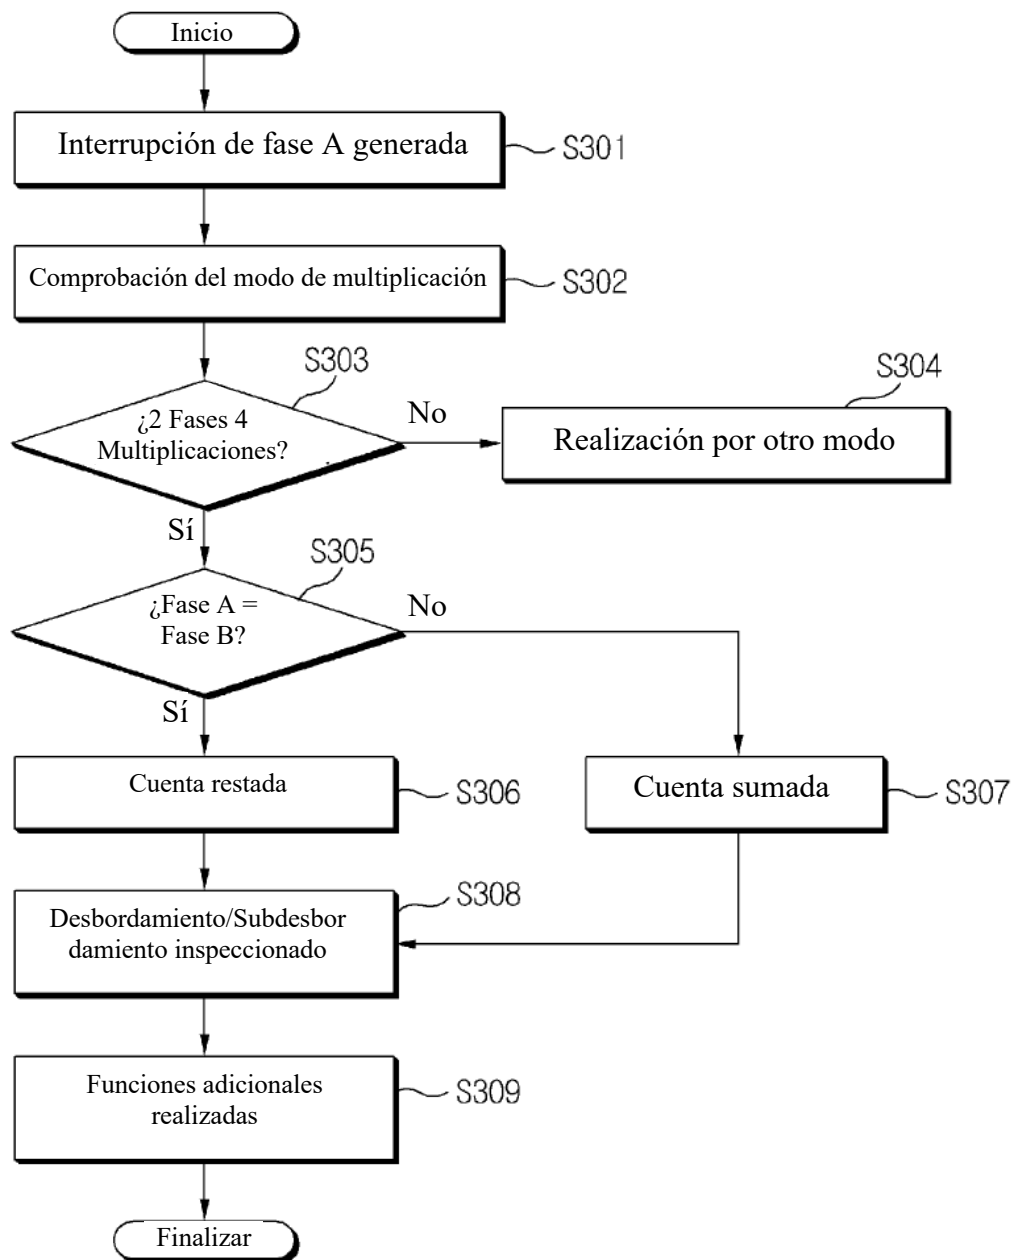 Inicio
Interrupción de fase A generada
S301
Comprobación del modo de multiplicación
S302
S303
¿2 Fases 4
Multiplicaciones?
No
S304
Realización por otro modo
Sí
S305
¿Fase A =
Fase B?
No
Sí
Cuenta restada
S306
Cuenta sumada
S307
Desbordamiento/Subdesbor
damiento inspeccionado
S308
Funciones adicionales
realizadas
S309
Finalizar